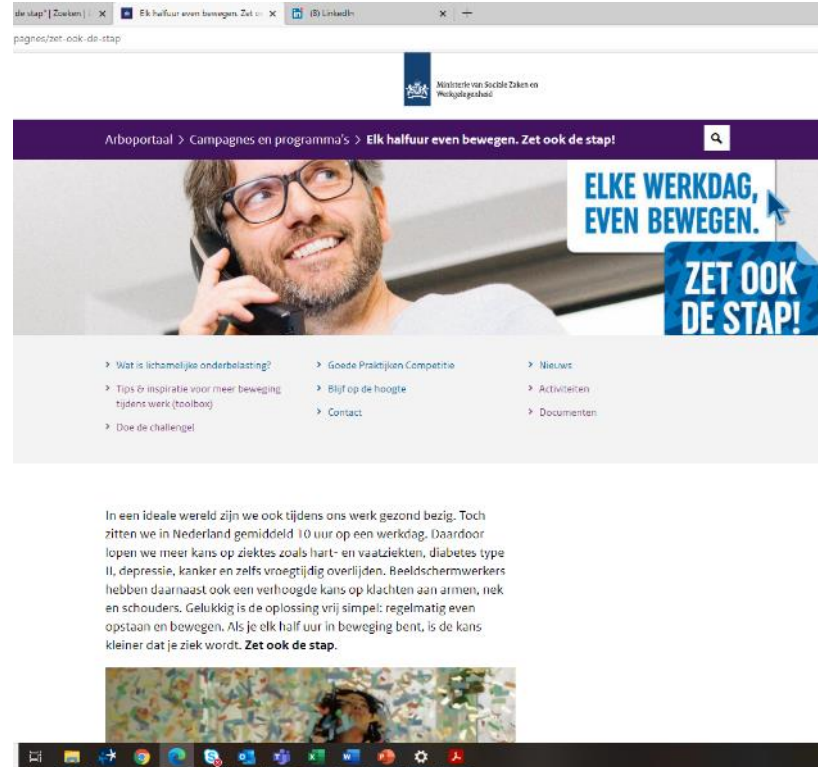 de stap" | Zoeken |
Elk halfuur even bewegen. Zet
(8) LinkedIn
pagnes/zet-ook-de-stap
Ministerie van Sociale Zaken en
Werkgelegenheid
Arboportaal > Campagnes en programma's > Elk halfuur even bewegen. Zet ook de stap!
ELKE WERKDAG,
EVEN BEWEGEN.
ZET OOK
DE STAP!
> Wat is lichamelijke onderbelasting?
> Tips & inspiratie voor meer beweging
tijdens werk (toolbox)
> Doe de challenge!
> Goede Praktijken Competitie
> Blijf op de hoogte
> Contact
> Nieuws
> Activiteiten
> Documenten
In een ideale wereld zijn we ook tijdens ons werk gezond bezig. Toch
zitten we in Nederland gemiddeld 10 uur op een werkdag. Daardoor
lopen we meer kans op ziektes zoals hart- en vaatziekten, diabetes type
II, depressie, kanker en zelfs vroegtijdig overlijden. Beeldschermwerkers
hebben daarnaast ook een verhoogde kans op klachten aan armen, nek
en schouders. Gelukkig is de oplossing vrij simpel: regelmatig even
opstaan en bewegen. Als je elk half uur in beweging bent, is de kans
kleiner dat je ziek wordt. Zet ook de stap.